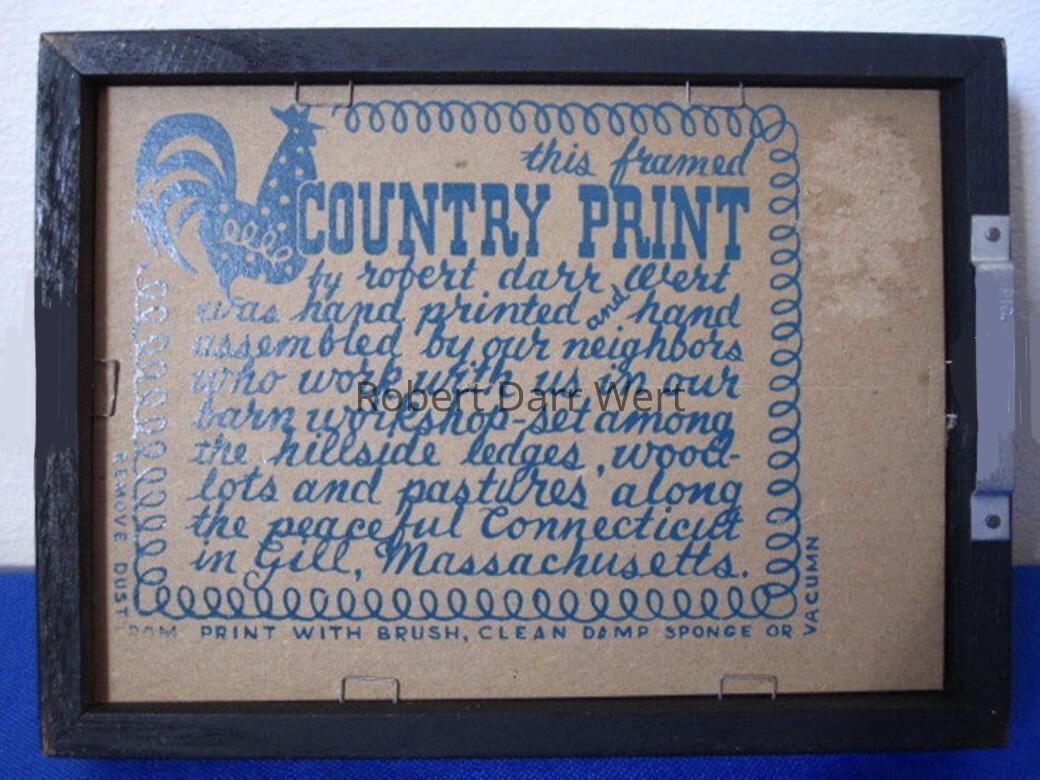 this framed
COUNTRY PRINT
by robert darr Wert
was hand printed and hand
assembled by our neighbors
who work with us in our
barn workshop-set among
the hillside ledges, wood-
lots and pastures along
the peaceful Connecticut
in Gill, Massachusetts.
REMOVE DUST FROM PRINT WITH BRUSH, CLEAN DAMP SPONGE OR VACUMN
Robert Darr Wert